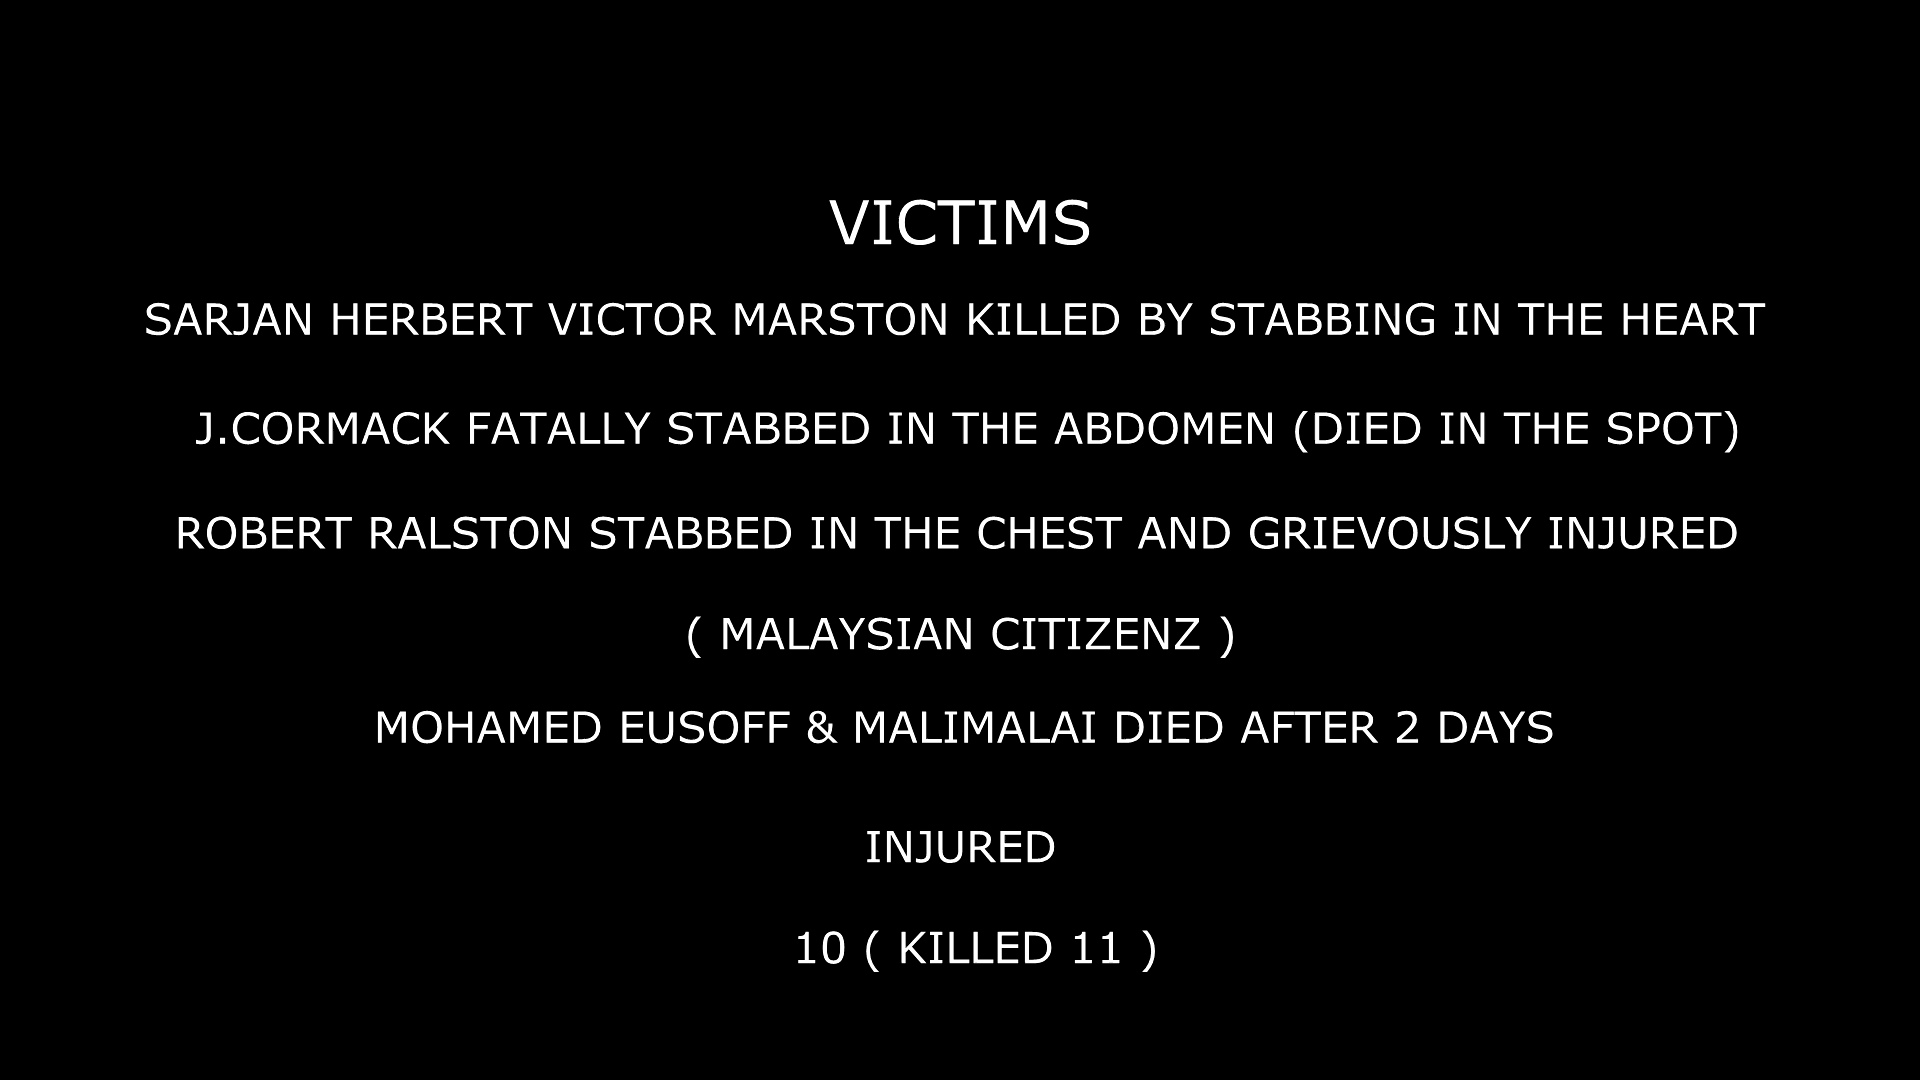 VICTIMS
SARJAN HERBERT VICTOR MARSTON KILLED BY STABBING IN THE HEART
J.CORMACK FATALLY STABBED IN THE ABDOMEN (DIED IN THE SPOT)
ROBERT RALSTON STABBED IN THE CHEST AND GRIEVOUSLY INJURED
( MALAYSIAN CITIZENZ )
MOHAMED EUSOFF & MALIMALAI DIED AFTER 2 DAYS
INJURED
10 ( KILLED 11 )